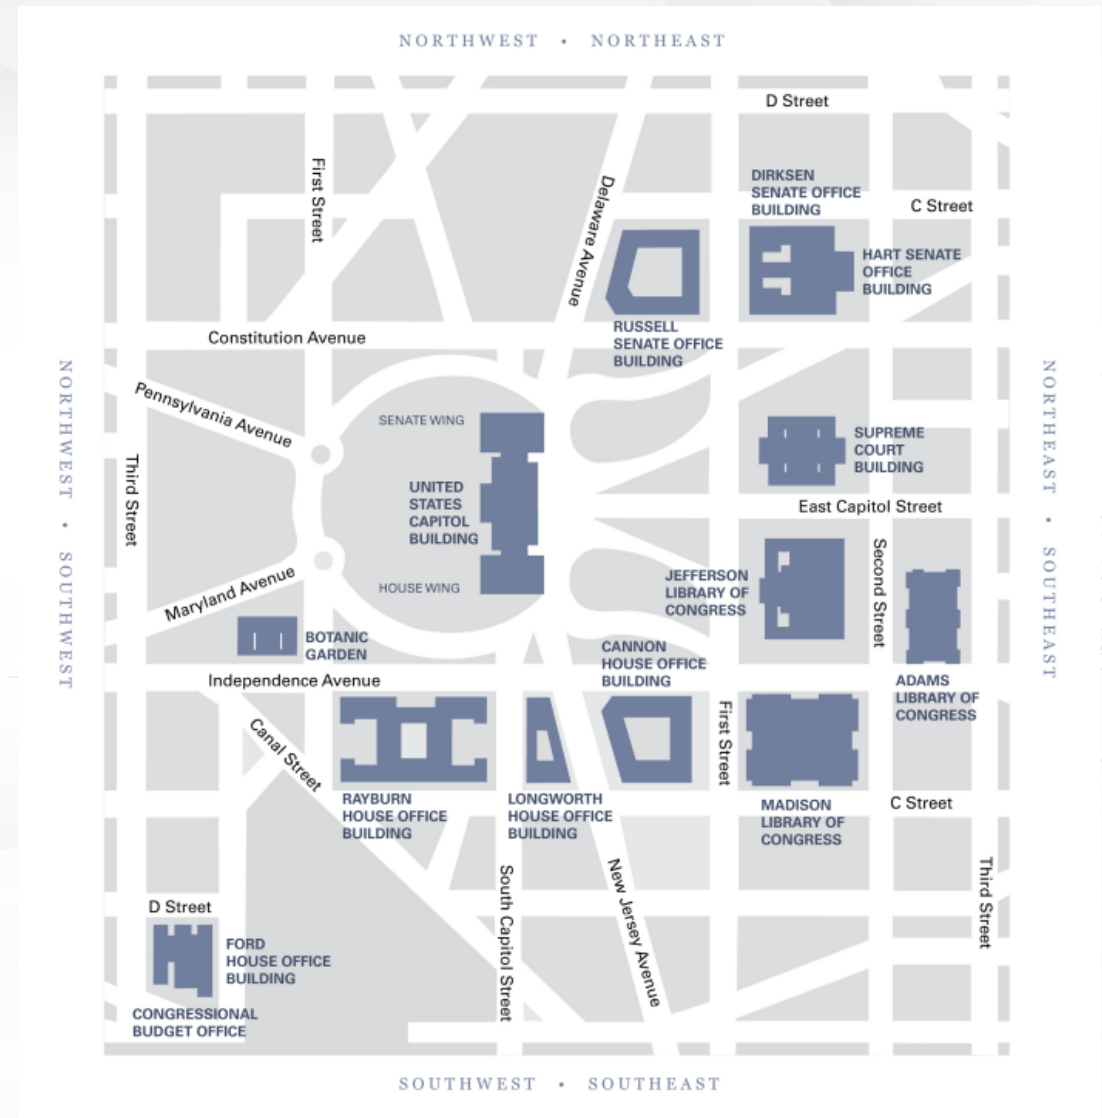 NORTHWEST • NORTHEAST
D Street
First Street
Delaware Avenue
DIRKSEN
SENATE OFFICE
BUILDING
C Street
HART SENATE
OFFICE
BUILDING
RUSSELL
SENATE OFFICE
BUILDING
Constitution Avenue
NORTHWEST • SOUTHWEST
NORTHEAST • SOUTHEAST
Pennsylvania Avenue
SENATE WING
SUPREME
COURT
BUILDING
Third Street
UNITED
STATES
CAPITOL
BUILDING
East Capitol Street
HOUSE WING
JEFFERSON
LIBRARY OF
CONGRESS
Second Street
Maryland Avenue
BOTANIC
GARDEN
CANNON
HOUSE OFFICE
BUILDING
Independence Avenue
ADAMS
LIBRARY OF
CONGRESS
Canal Street
First Street
RAYBURN
HOUSE OFFICE
BUILDING
LONGWORTH
HOUSE OFFICE
BUILDING
MADISON
LIBRARY OF
CONGRESS
C Street
South Capitol Street
New Jersey Avenue
Third Street
D Street
FORD
HOUSE OFFICE
BUILDING
CONGRESSIONAL
BUDGET OFFICE
SOUTHWEST • SOUTHEAST